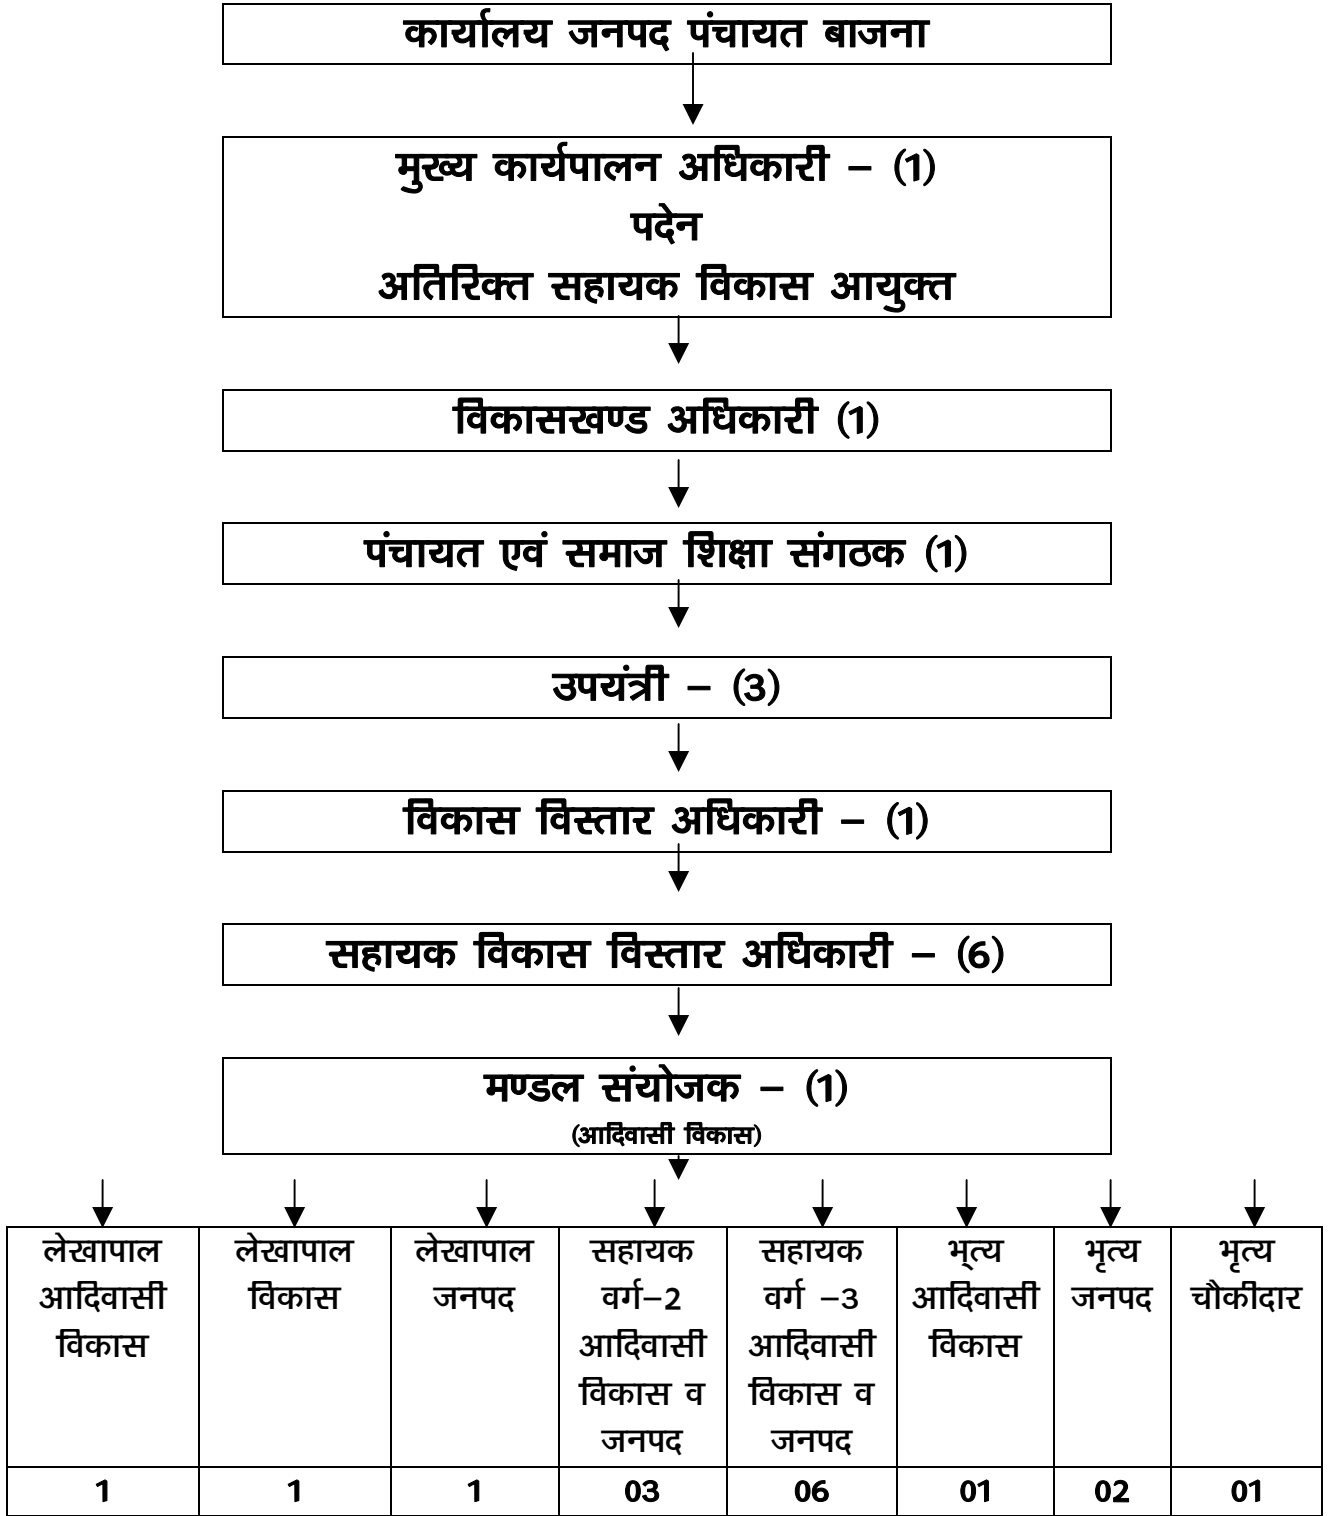 कार्यालय जनपद पंचायत बाजना
मुख्य कार्यपालन अधिकारी – (1)
पदेन
अतिरिक्त सहायक विकास आयुक्त
विकासखण्ड अधिकारी (1)
पंचायत एवं समाज शिक्षा संगठक (1)
उपयंत्री – (3)
विकास विस्तार अधिकारी – (1)
सहायक विकास विस्तार अधिकारी – (6)
मण्डल संयोजक – (1)
(आदिवासी विकास)
लेखापाल
आदिवासी
विकास
लेखापाल
विकास
लेखापाल
जनपद
सहायक
वर्ग–2
आदिवासी
विकास व
जनपद
सहायक
वर्ग –3
आदिवासी
विकास व
जनपद
भृत्य
आदिवासी
विकास
भृत्य
जनपद
भृत्य
चौकीदार
1 1 1 03 06 01 02 01